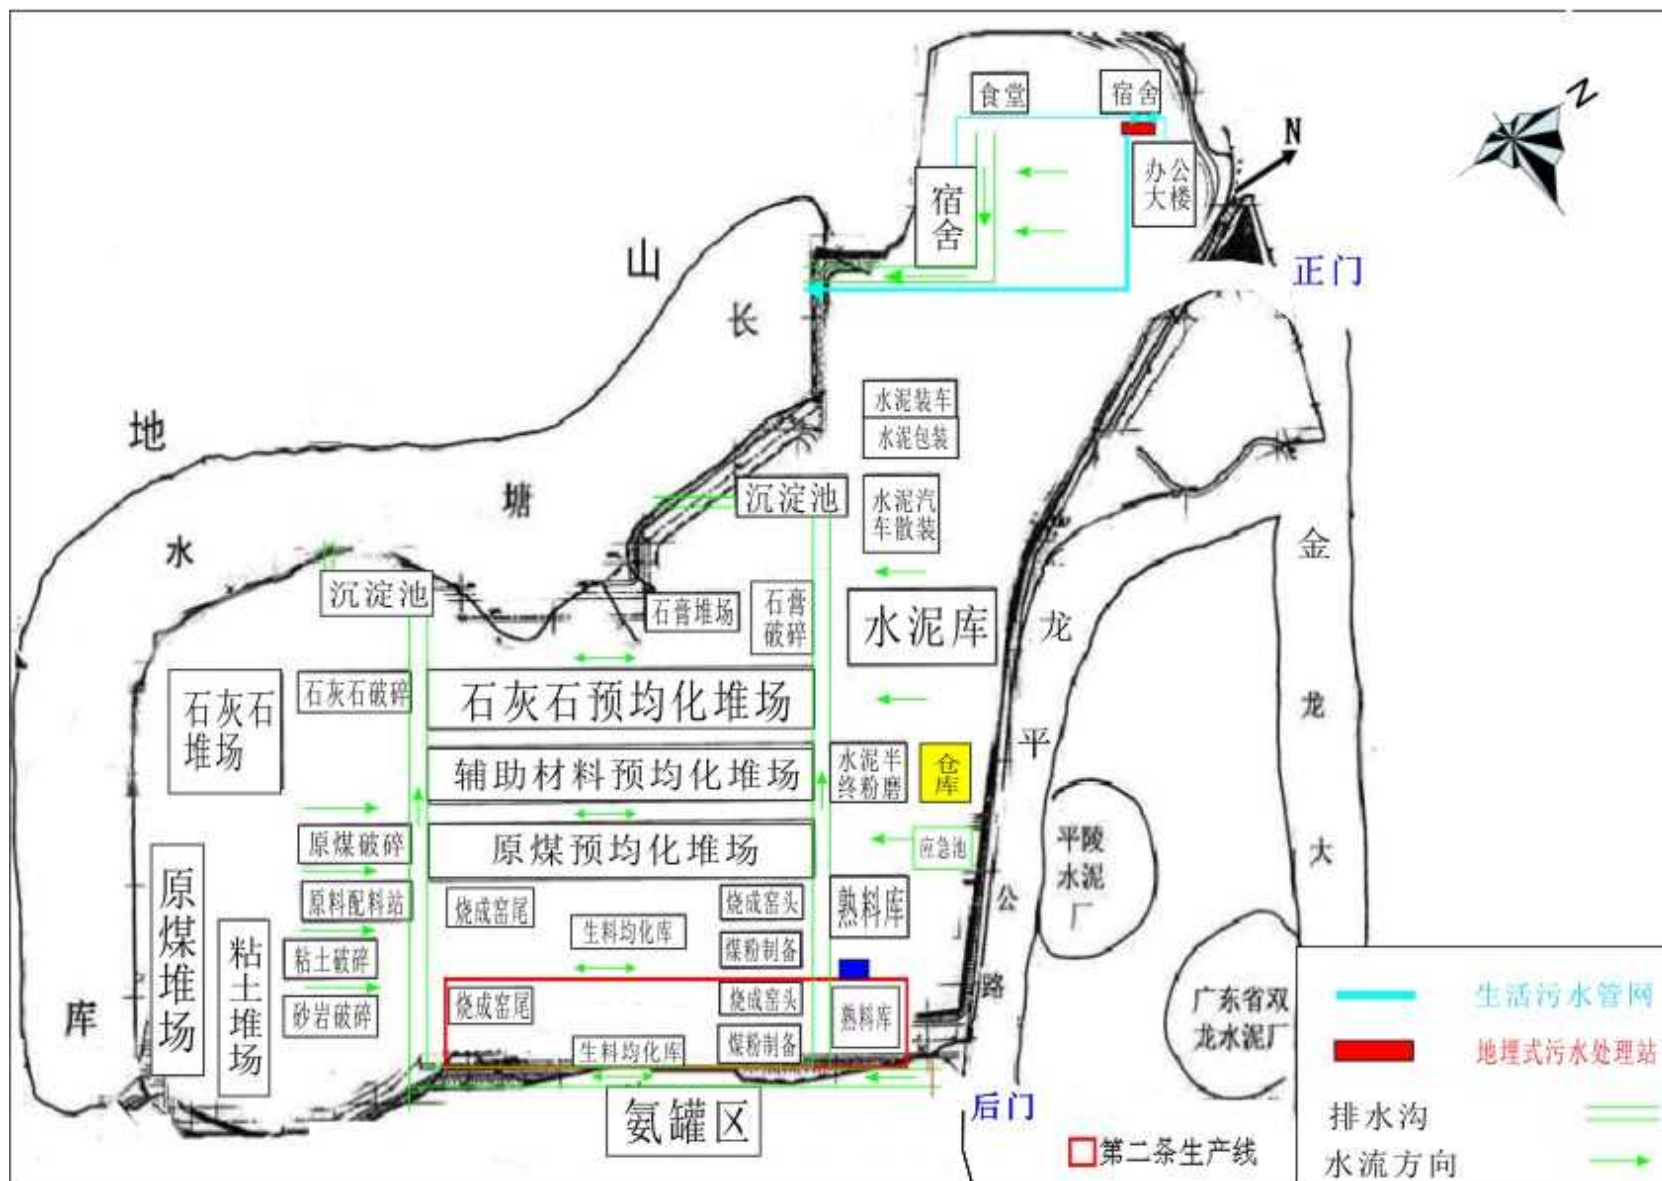 食堂
宿舍
N
N
办公
大楼
宿
舍
山
正门
长
水泥装车
水泥包装
地
塘
沉淀池
水泥汽
车散装
水
金
沉淀池
石膏堆场
石膏
破碎
水泥库
龙
石灰石
堆场
石灰石破碎
石灰石预均化堆场
龙
平
辅助材料预均化堆场
水泥半
终粉磨
仓
库
原煤破碎
原煤预均化堆场
应急池
平陵
水泥
厂
大
原煤堆场
原料配料站
烧成窑尾
烧成窑头
熟料库
公
粘土堆场
生料均化库
粘土破碎
煤粉制备
库
砂岩破碎
烧成窑尾
烧成窑头
熟料库
路
广东省双
龙水泥厂
生活污水管网
生料均化库
煤粉制备
地埋式污水处理站
氨罐区
后门
排水沟
第二条生产线
水流方向